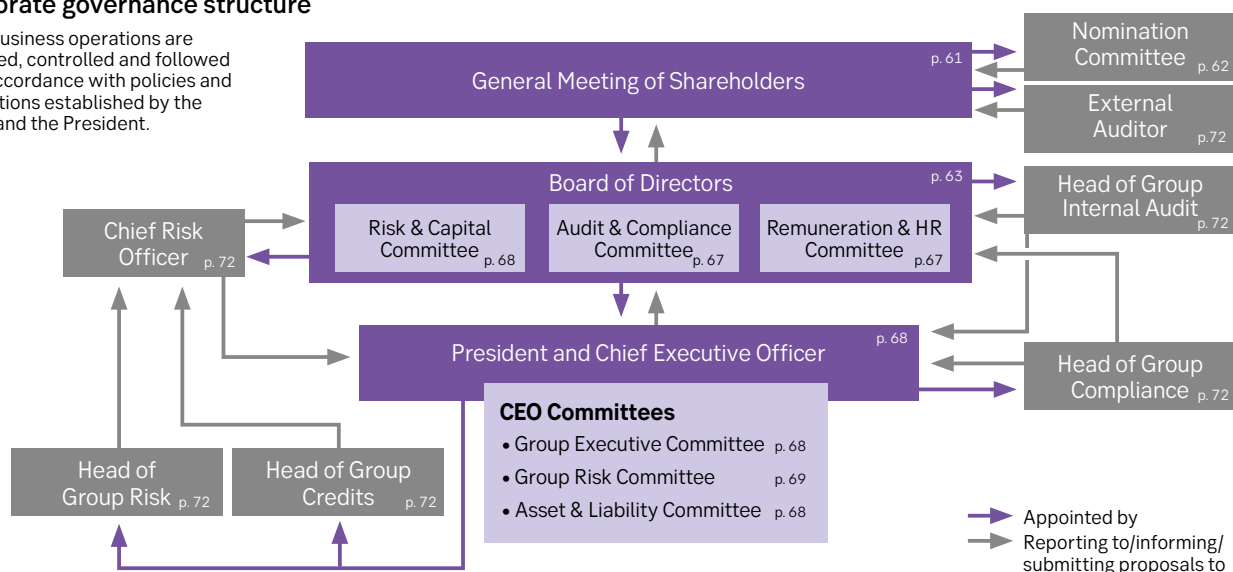 orate governance structure
usiness operations are
ed, controlled and followed
ccordance with policies and
tions established by the
and the President.
General Meeting of Shareholders
p. 61
Nomination
Committee p. 62
External
Auditor
p.72
Board of Directors
p. 63
Risk & Capital
Committee p. 68
Audit & Compliance
Committee p. 67
Remuneration & HR
Committee p.67
Head of Group
Internal Audit
p. 72
Chief Risk
Officer p. 72
President and Chief Executive Officer
p. 68
Head of Group
Compliance p. 72
CEO Committees
• Group Executive Committee p. 68
• Group Risk Committee p. 69
• Asset & Liability Committee p. 68
Head of
Group Risk p. 72
Head of Group
Credits p. 72
Appointed by
Reporting to/informing/
submitting proposals to